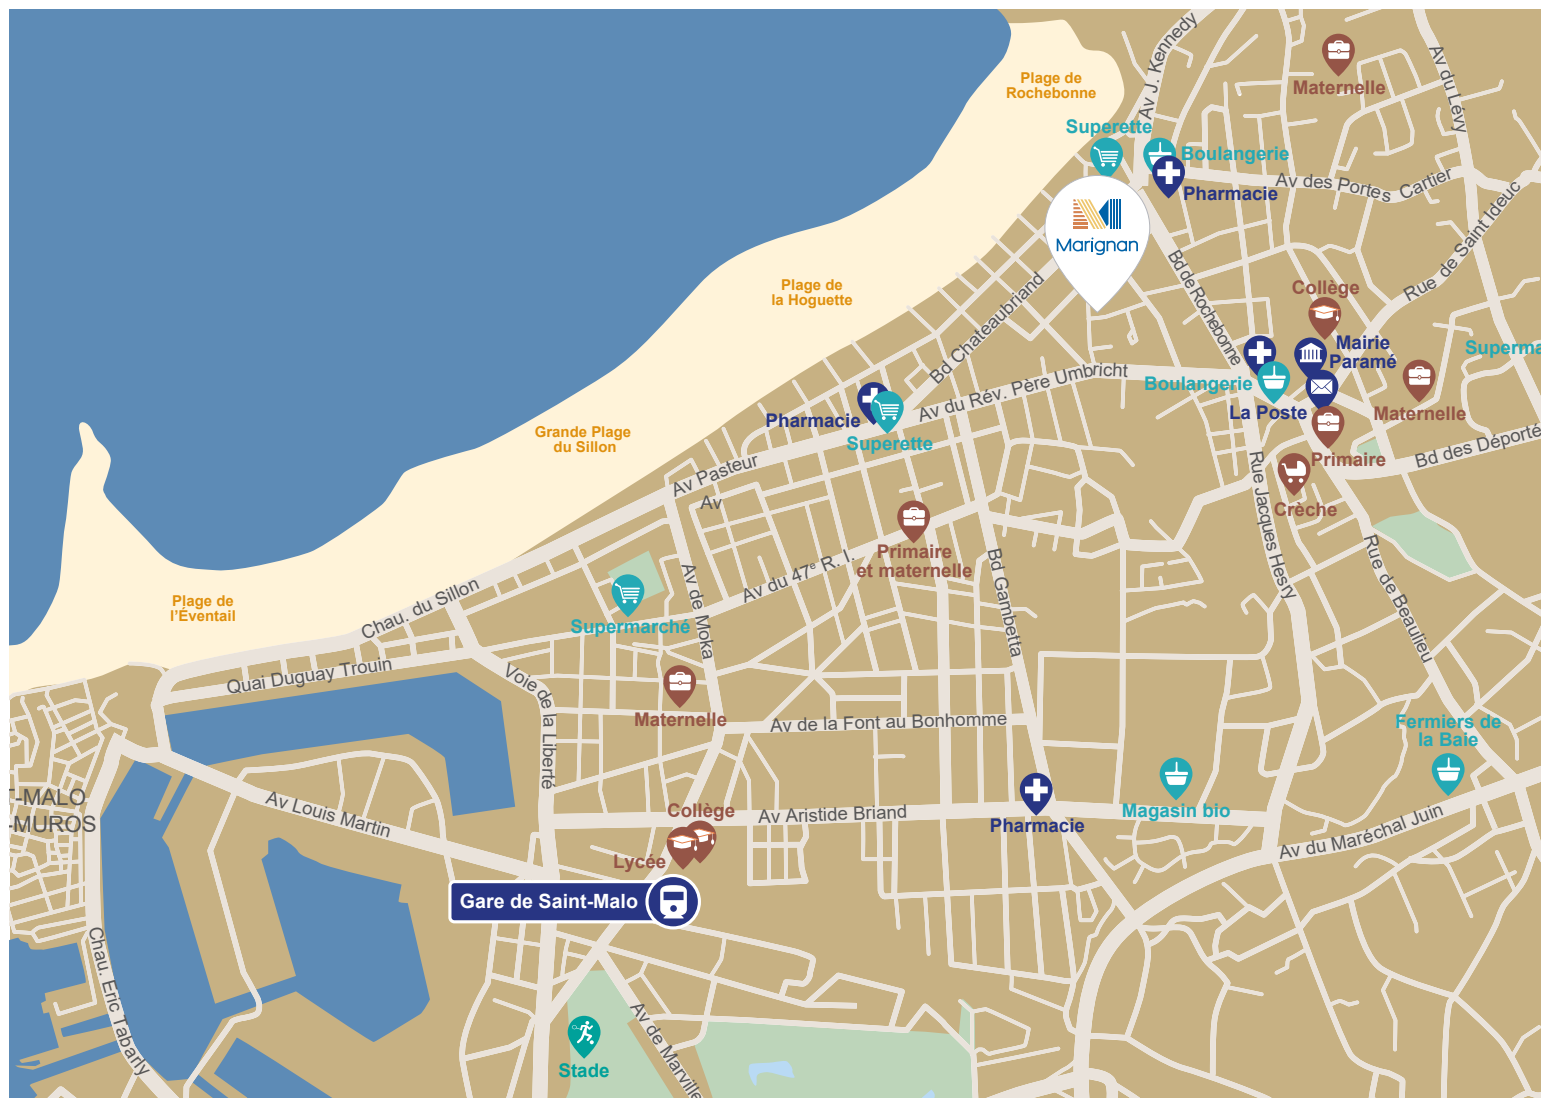 Plage de
Rochebonne
Av J. Kennedy
Maternelle
Av du Lévy
Superette
Boulangerie
Pharmacie
Av des Portes Cartier
Marignan
Rue de Saint Ideuc
Bd de Rochebonne
Collège
Mairie
Paramé
Superma
Plage de
la Hoguette
Bd Chateaubriand
Av du Rév. Père Umbricht
Boulangerie
La Poste
Maternelle
Pharmacie
Superette
Primaire
Bd des Déporté
Grande Plage
du Sillon
Av Pasteur
Av
Crèche
Rue Jacques Hesry
Primaire
et maternelle
Av du 47e R. I.
Bd Gambetta
Rue de Beaulieu
Av de Moka
Plage de
l'Éventail
Chau. du Sillon
Supermarché
Quai Duguay Trouin
Voie de la Liberté
Maternelle
Av de la Font au Bonhomme
Fermiers de
la Baie
T-MALO
-MUROS
Av Louis Martin
Collège
Lycée
Av Aristide Briand
Pharmacie
Magasin bio
Av du Maréchal Juin
Gare de Saint-Malo
Chau. Eric Tabarly
Av de Marville
Stade